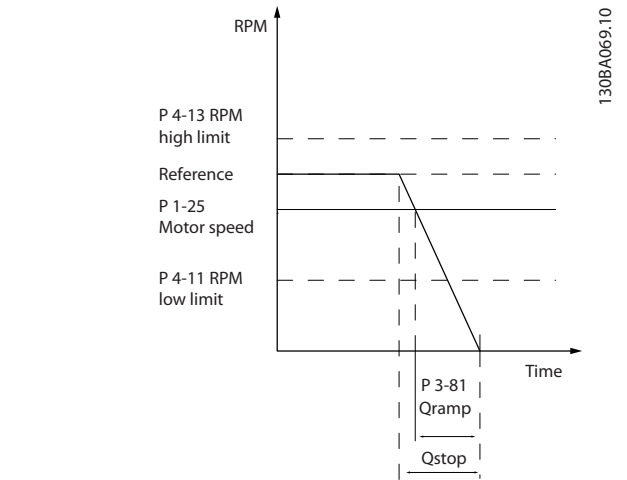 RPM
130BA069.10
P 4-13 RPM
high limit
Reference
P 1-25
Motor speed
P 4-11 RPM
low limit
Time
P 3-81
Qramp
Qstop